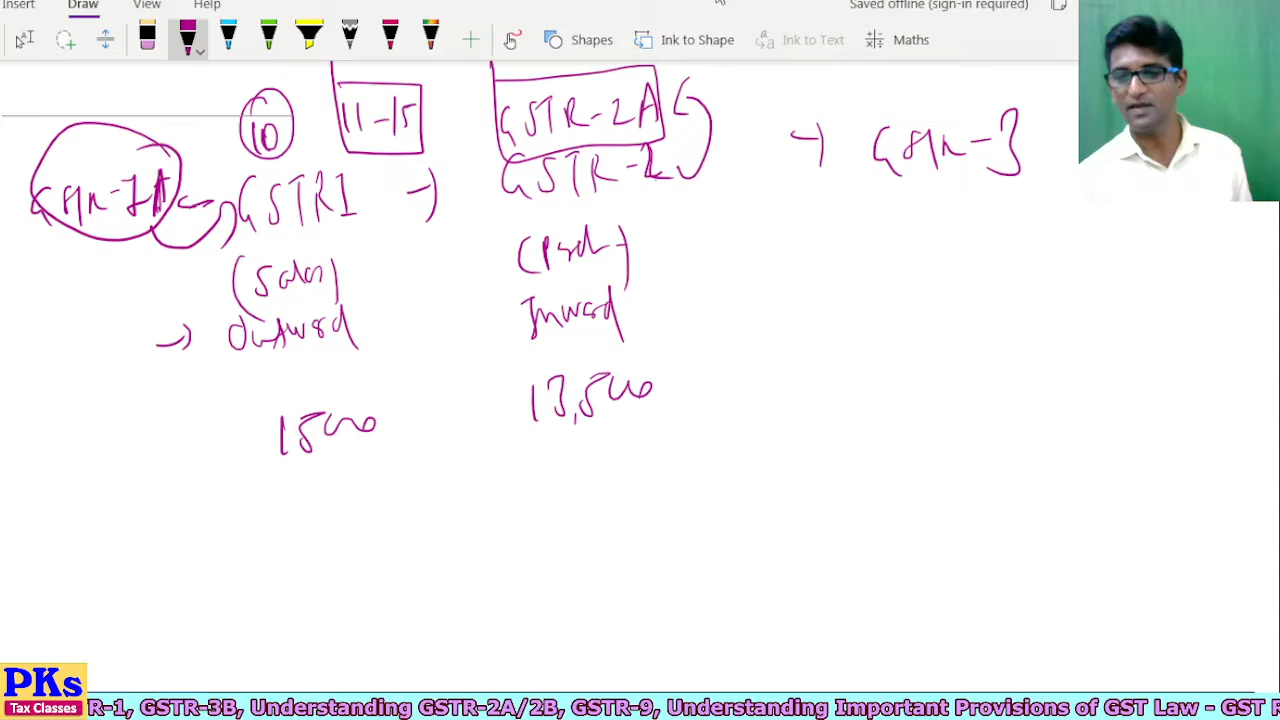 Insert Draw View Help Saved offline (sign-in required)
Shapes Ink to Shape Ink to Text Maths
10 11-15 GSTR-2A
GSTR-1A GSTR1 GSTR-2 GSTR-3
(Sales)
Outward Inward
13,500
15000
PKs
Tax Classes
R-1, GSTR-3B, Understanding GSTR-2A/2B, GSTR-9, Understanding Important Provisions of GST Law - GST